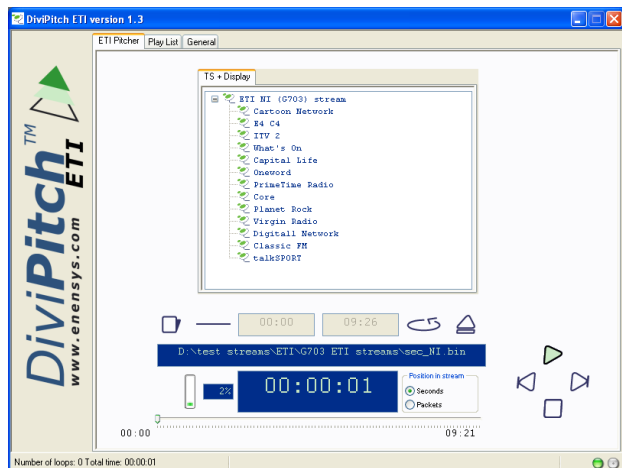 DiviPitch ETI version 1.3
ETI Pitcher Play List General
DiviPitch™ ETI
www.enensys.com
TS + Display
ETI NI (G703) stream
Cartoon Network
E4 C4
ITV 2
What's On
Capital Life
Oneword
PrimeTime Radio
Core
Planet Rock
Virgin Radio
Digitall Network
Classic FM
talkSPORT
00:00 09:26
D:\test streams\ETI\G703 ETI streams\sec_NI.bin
2% 00:00:01
Position in stream
Seconds
Packets
00:00 09:21
Number of loops: 0 Total time: 00:00:01